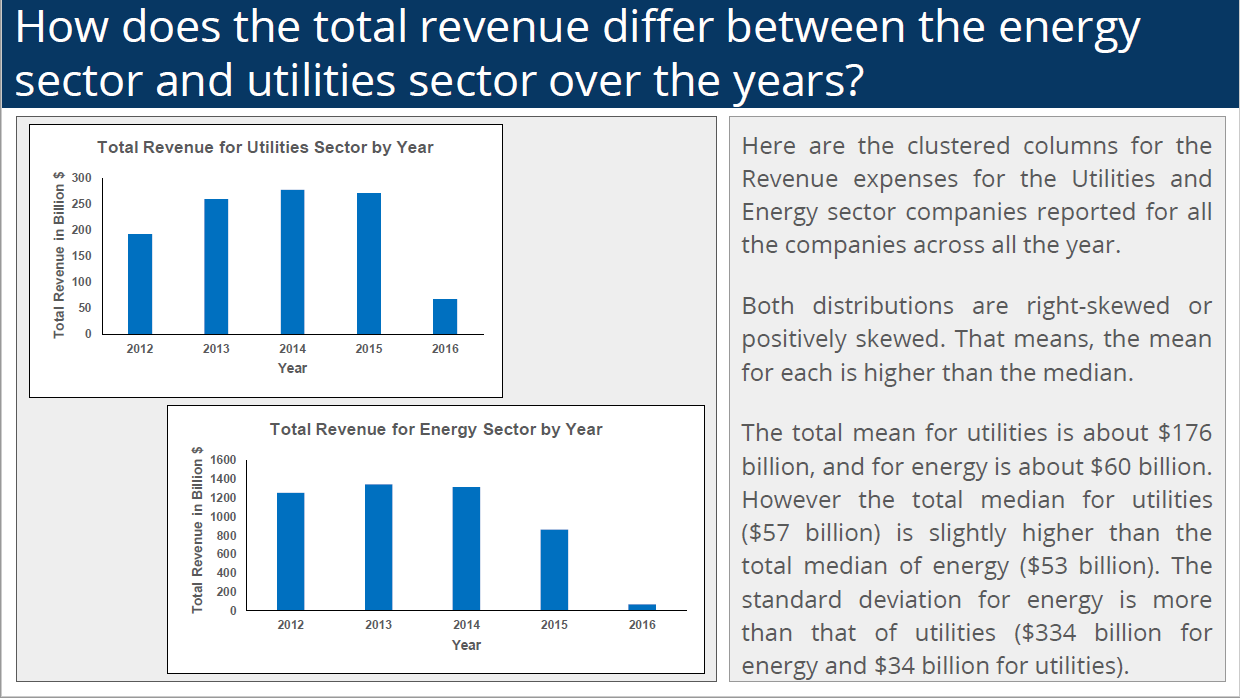 How does the total revenue differ between the energy
sector and utilities sector over the years?
Total Revenue for Utilities Sector by Year
Total Revenue in Billion $
300
250
200
150
100
50
0
2012 2013 2014 2015 2016
Year
Total Revenue for Energy Sector by Year
Total Revenue in Billion $
1600
1400
1200
1000
800
600
400
200
0
2012 2013 2014 2015 2016
Year
Here are the clustered columns for the
Revenue expenses for the Utilities and
Energy sector companies reported for all
the companies across all the year.
Both distributions are right-skewed or
positively skewed. That means, the mean
for each is higher than the median.
The total mean for utilities is about $176
billion, and for energy is about $60 billion.
However the total median for utilities
($57 billion) is slightly higher than the
total median of energy ($53 billion). The
standard deviation for energy is more
than that of utilities ($334 billion for
energy and $34 billion for utilities).